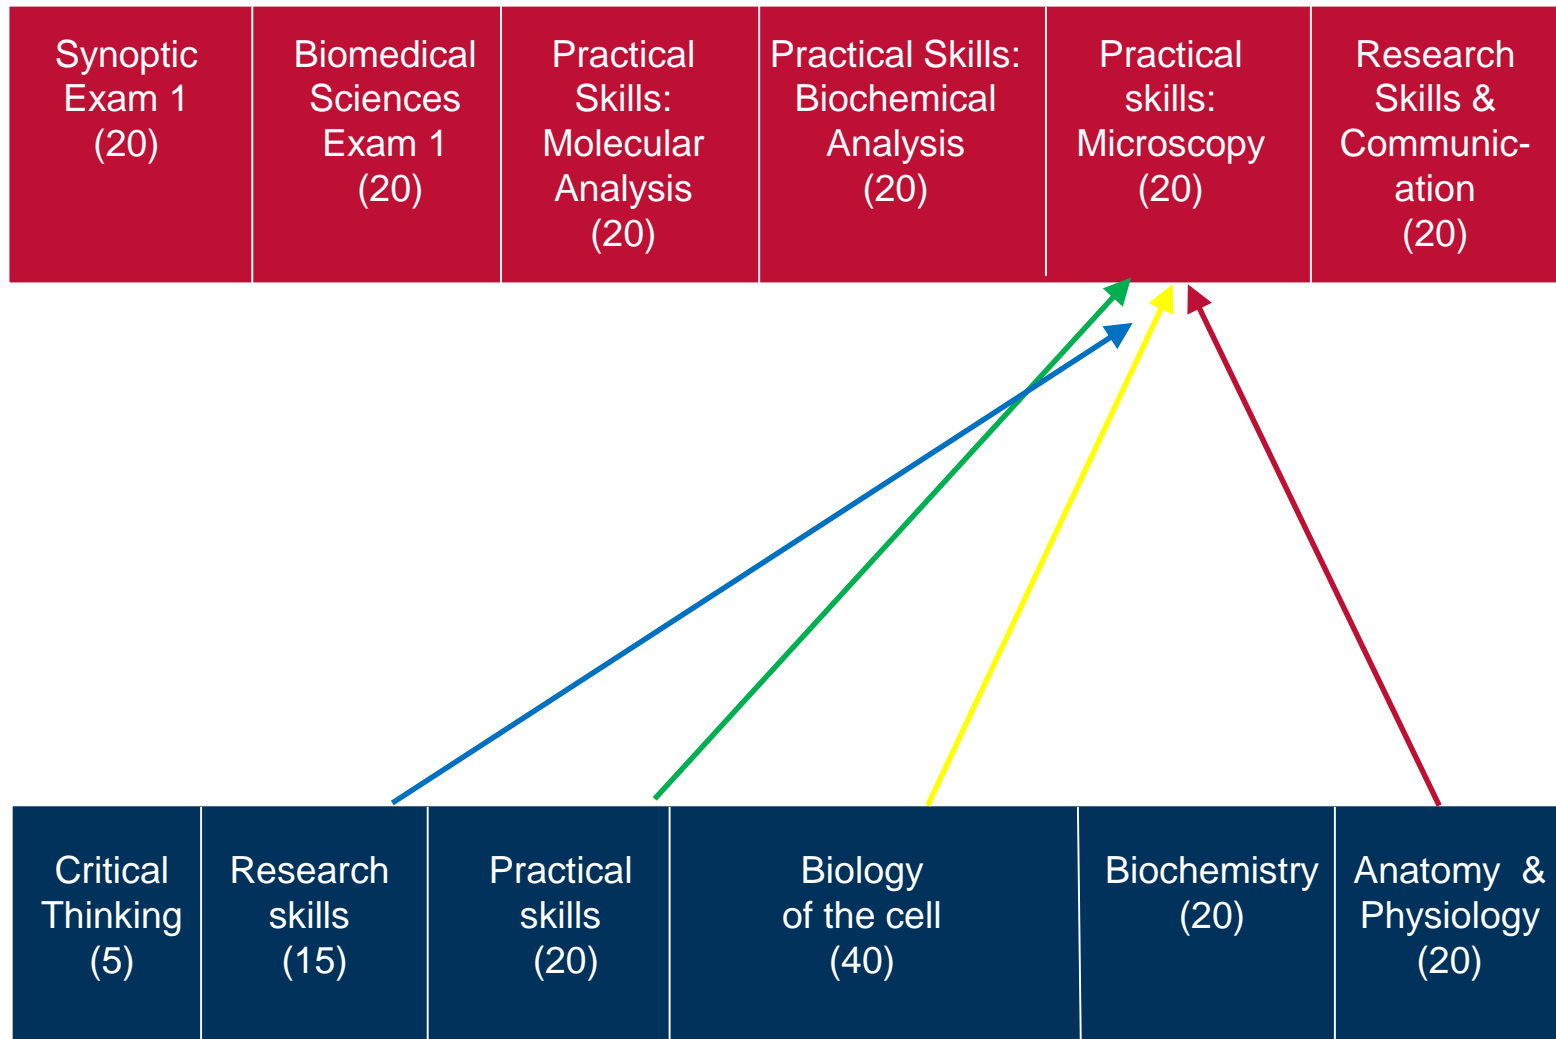 Synoptic
Exam 1
(20)
Biomedical
Sciences
Exam 1
(20)
Practical
Skills:
Molecular
Analysis
(20)
Practical Skills:
Biochemical
Analysis
(20)
Practical
skills:
Microscopy
(20)
Research
Skills &
Communic-
ation
(20)
Critical
Thinking
(5)
Research
skills
(15)
Practical
skills
(20)
Biology
of the cell
(40)
Biochemistry
(20)
Anatomy &
Physiology
(20)